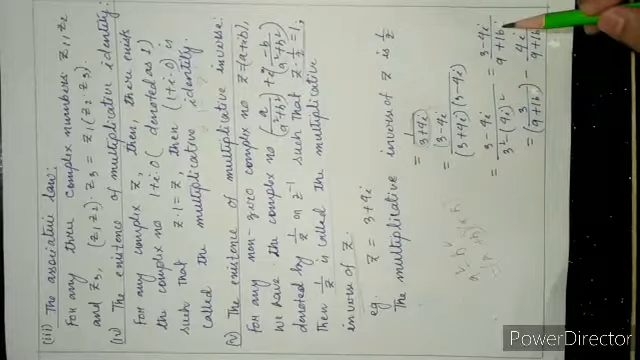 (iii) The associative law:
For any three complex numbers z₁, z₂
and z₃, (z₁z₂)·z₃ = z₁(z₂·z₃).
(iv) The existence of multiplicative identity:
For any complex z, then, there exists
the complex no 1+i·0 (denoted as 1)
such that z·1=z, then (1+i·0) is
called the multiplicative identity.
(v) The existence of multiplicative inverse:
For any non-zero complex no z=(a+ib),
we have the complex no (a/(a²+b²)) + i(-b/(a²+b²))
denoted by 1/z or z⁻¹ such that z·1/z=1,
Then 1/z is called the multiplicative
inverse of z.
eg. z = 3+4i
The multiplicative inverse of z is 1/z
= 1/(3+4i)
= (3-4i)/((3+4i)(3-4i))
= (3-4i)/(3²-(4i)²) = (3-4i)/(9+16)
= (3/(9+16)) - 4i/(9+16)
PowerDirector